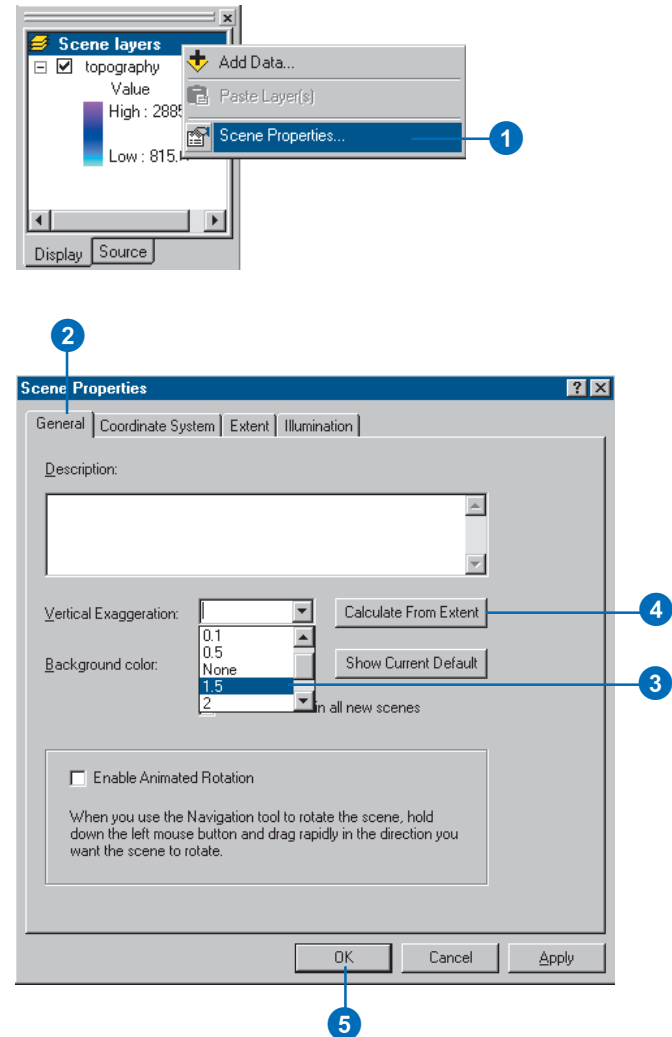 Scene layers
topography
Value
High : 2885
Low : 815.
Add Data...
Paste Layer(s)
Scene Properties...
1
Display Source
2
Scene Properties
General Coordinate System Extent Illumination
Description:
Vertical Exaggeration: Calculate From Extent 4
0.1
0.5
Background color: None Show Current Default
1.5 3
2 in all new scenes
Enable Animated Rotation
When you use the Navigation tool to rotate the scene, hold
down the left mouse button and drag rapidly in the direction you
want the scene to rotate.
OK Cancel Apply
5